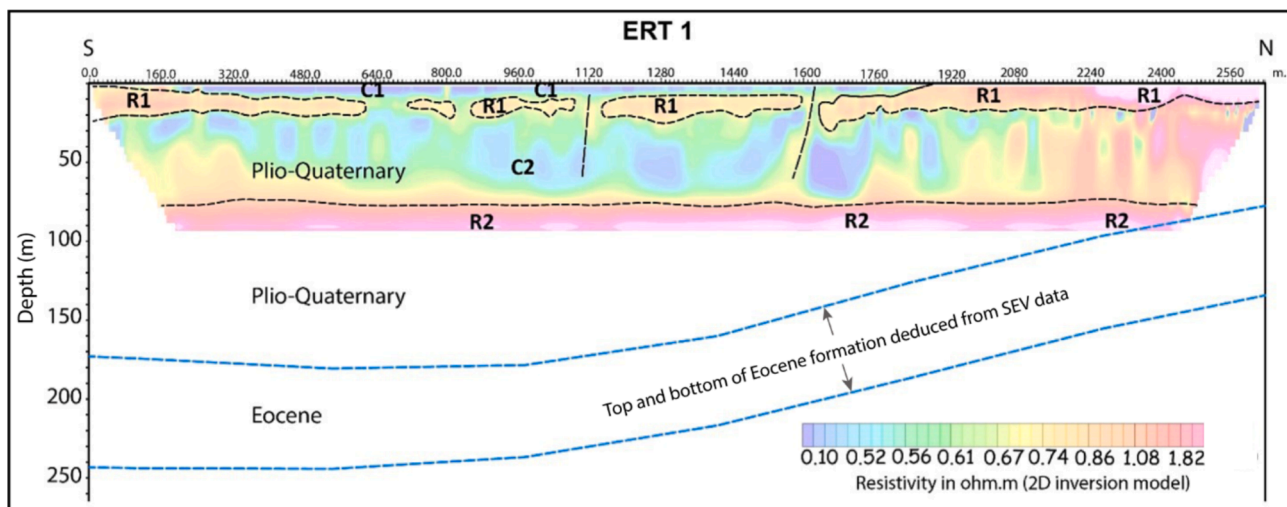 ERT 1
S N
0,0 160.0 320.0 480.0 640.0 800.0 960.0 1120 1280 1440 1600 1760 1920 2080 2240 2400 2560 m.
C1 C1
R1 R1 R1 R1 R1
50
Plio-Quaternary C2
R2 R2 R2
100
Depth (m)
Plio-Quaternary
150
Top and bottom of Eocene formation deduced from SEV data
200
Eocene
250
0.10 0.52 0.56 0.61 0.67 0.74 0.86 1.08 1.82
Resistivity in ohm.m (2D inversion model)